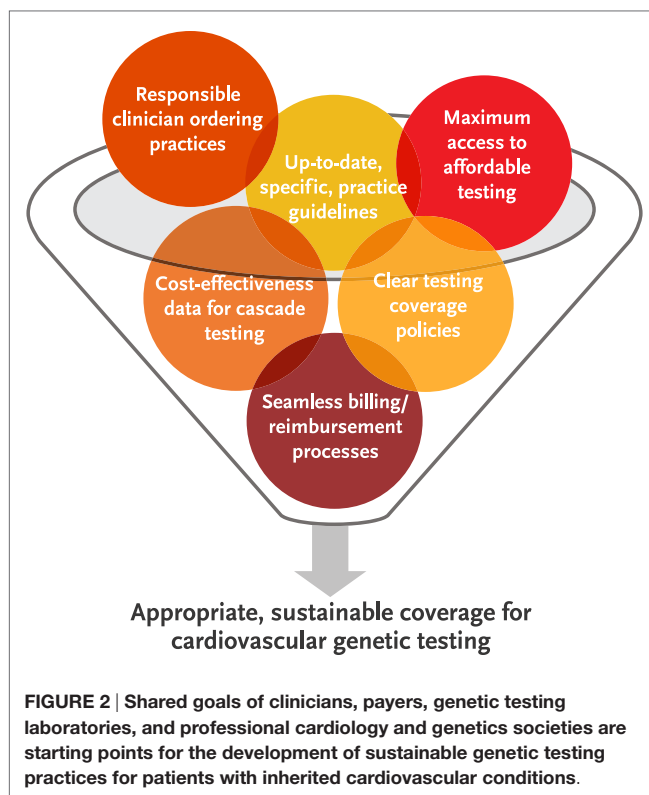 Responsible
clinician ordering
practices
Up-to-date,
specific, practice
guidelines
Maximum
access to
affordable
testing
Cost-effectiveness
data for cascade
testing
Clear testing
coverage
policies
Seamless billing/
reimbursement
processes
Appropriate, sustainable coverage for
cardiovascular genetic testing
FIGURE 2 | Shared goals of clinicians, payers, genetic testing
laboratories, and professional cardiology and genetics societies are
starting points for the development of sustainable genetic testing
practices for patients with inherited cardiovascular conditions.